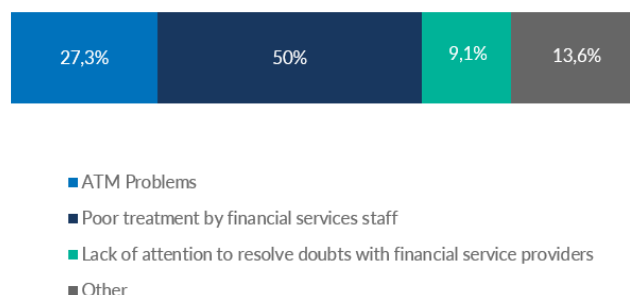 27,3% 50% 9,1% 13,6%
ATM Problems
Poor treatment by financial services staff
Lack of attention to resolve doubts with financial service providers
Other